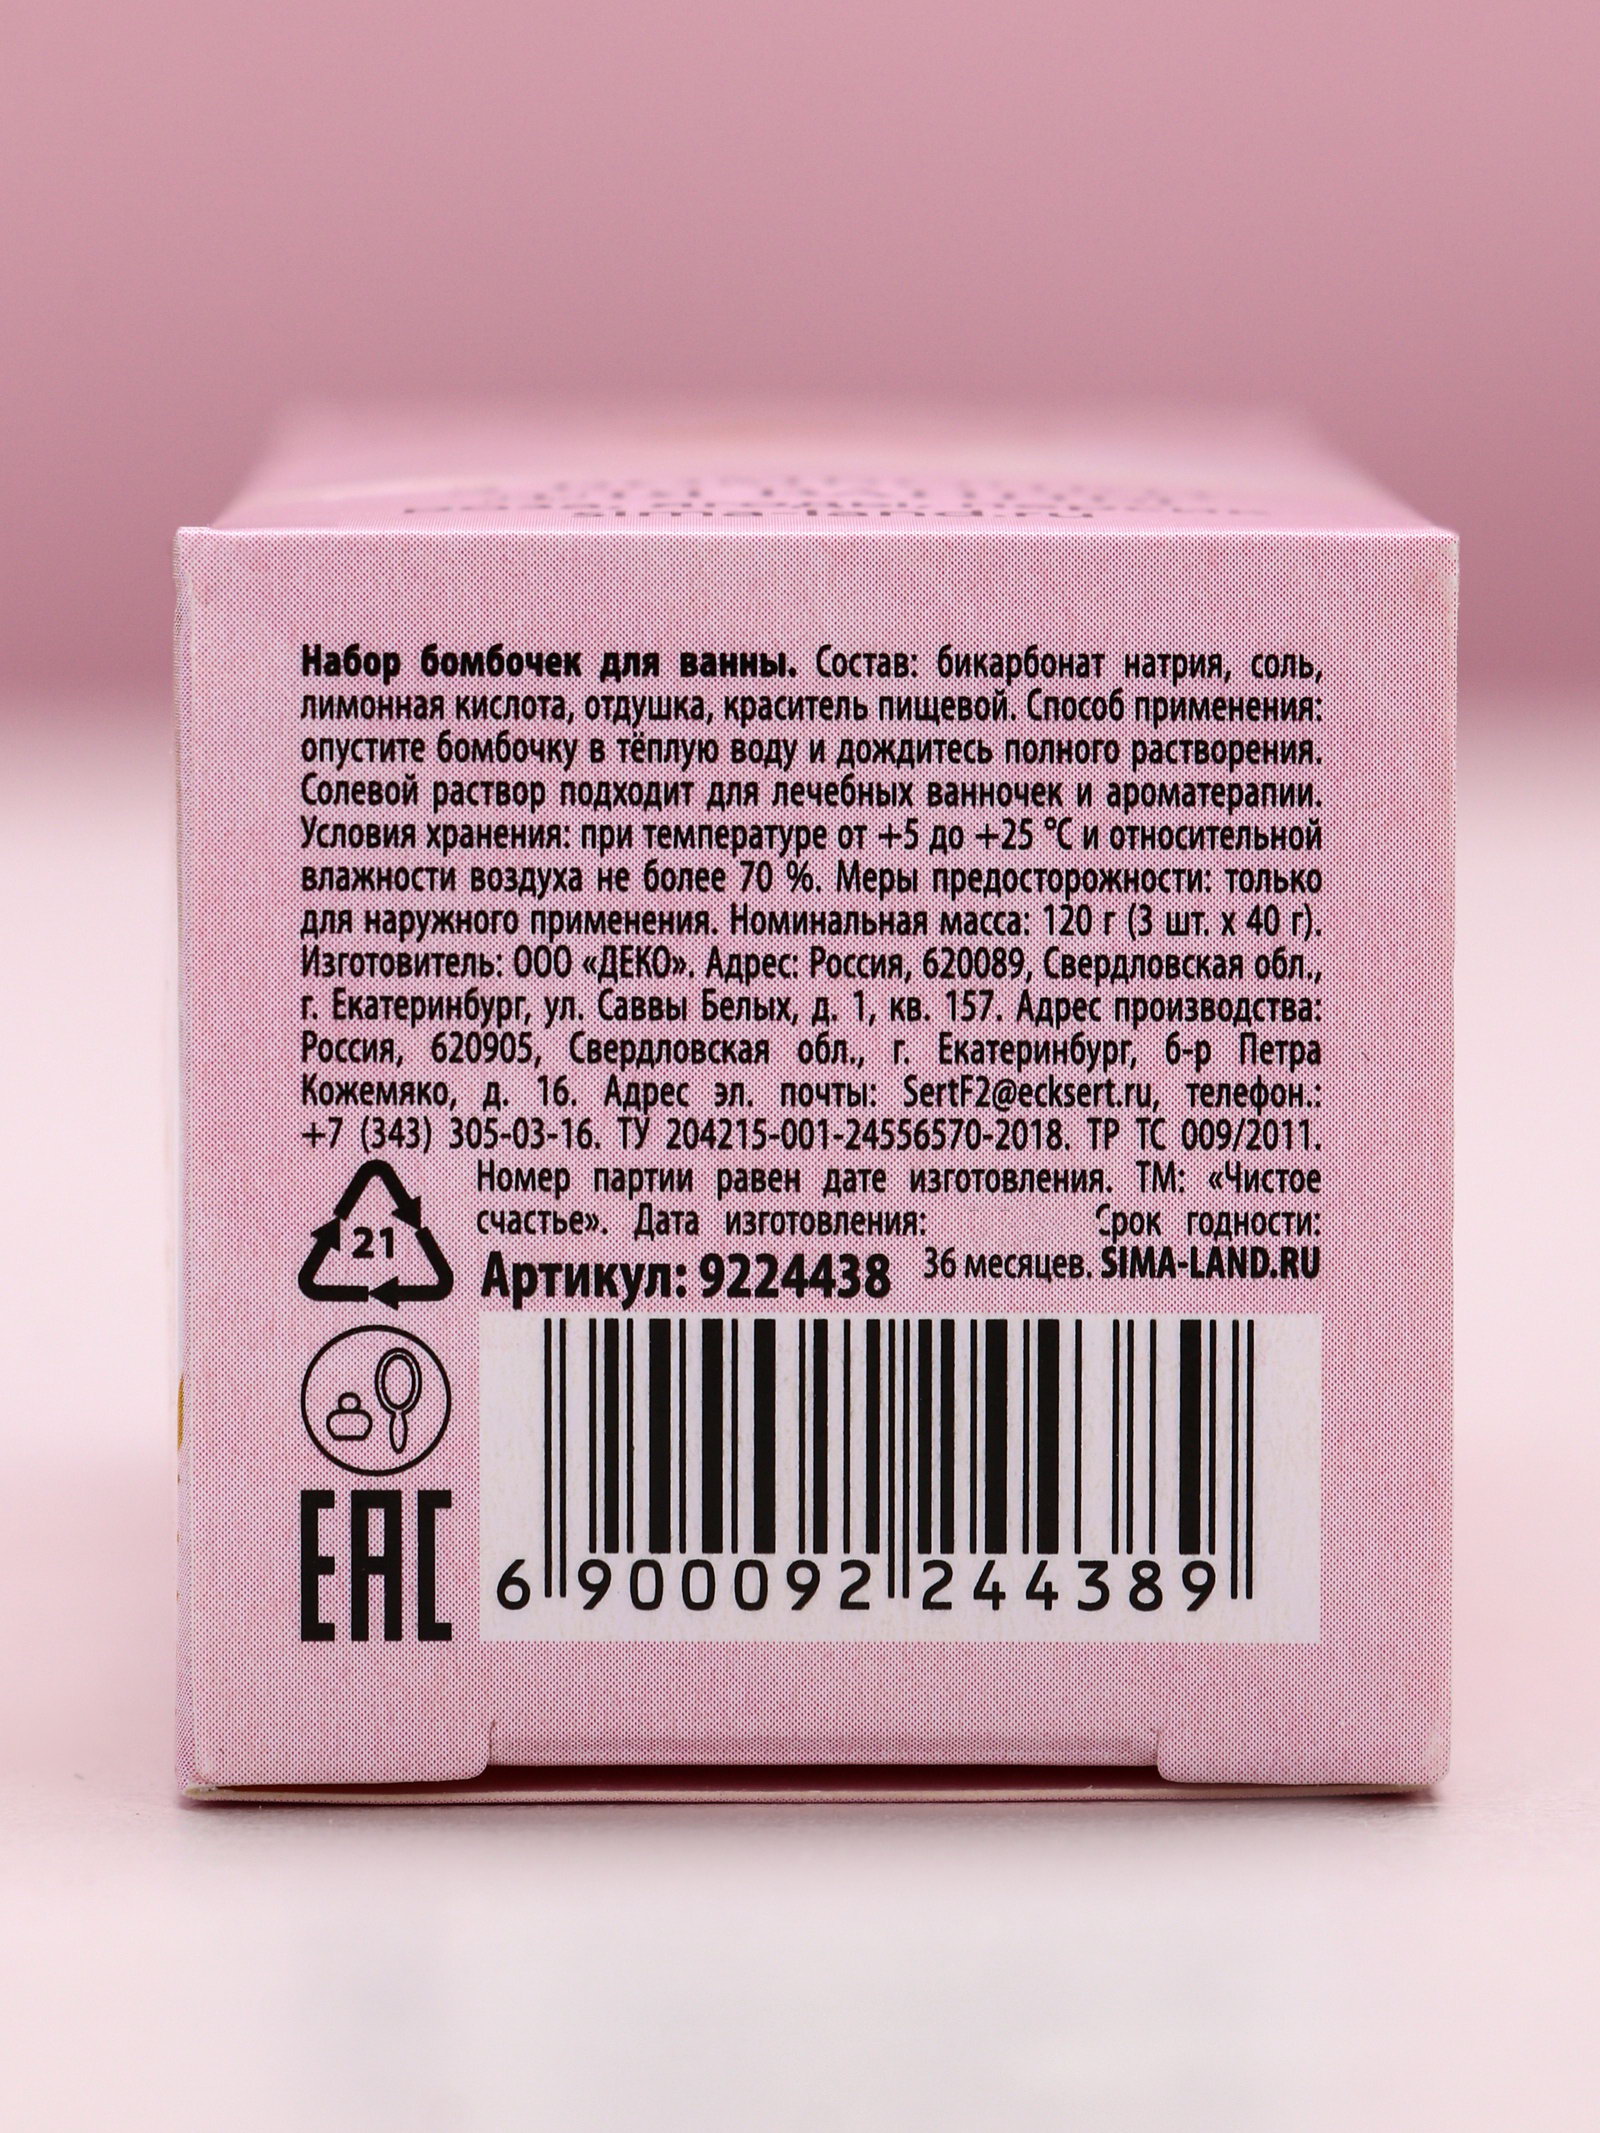 sima-land.ru
Набор бомбочек для ванны. Состав: бикарбонат натрия, соль,
лимонная кислота, отдушка, краситель пищевой. Способ применения:
опустите бомбочку в тёплую воду и дождитесь полного растворения.
Солевой раствор подходит для лечебных ванночек и ароматерапии.
Условия хранения: при температуре от +5 до +25 °C и относительной
влажности воздуха не более 70 %. Меры предосторожности: только
для наружного применения. Номинальная масса: 120 г (3 шт. х 40 г).
Изготовитель: ООО «ДЕКО». Адрес: Россия, 620089, Свердловская обл.,
г. Екатеринбург, ул. Саввы Белых, д. 1, кв. 157. Адрес производства:
Россия, 620905, Свердловская обл., г. Екатеринбург, б-р Петра
Кожемяко, д. 16. Адрес эл. почты: SertF2@ecksert.ru, телефон.:
+7 (343) 305-03-16. ТУ 204215-001-24556570-2018. ТР ТС 009/2011.
Номер партии равен дате изготовления. ТМ: «Чистое
счастье». Дата изготовления: Срок годности:
36 месяцев. SIMA-LAND.RU
Артикул: 9224438
21
EAC
6 900092 244389